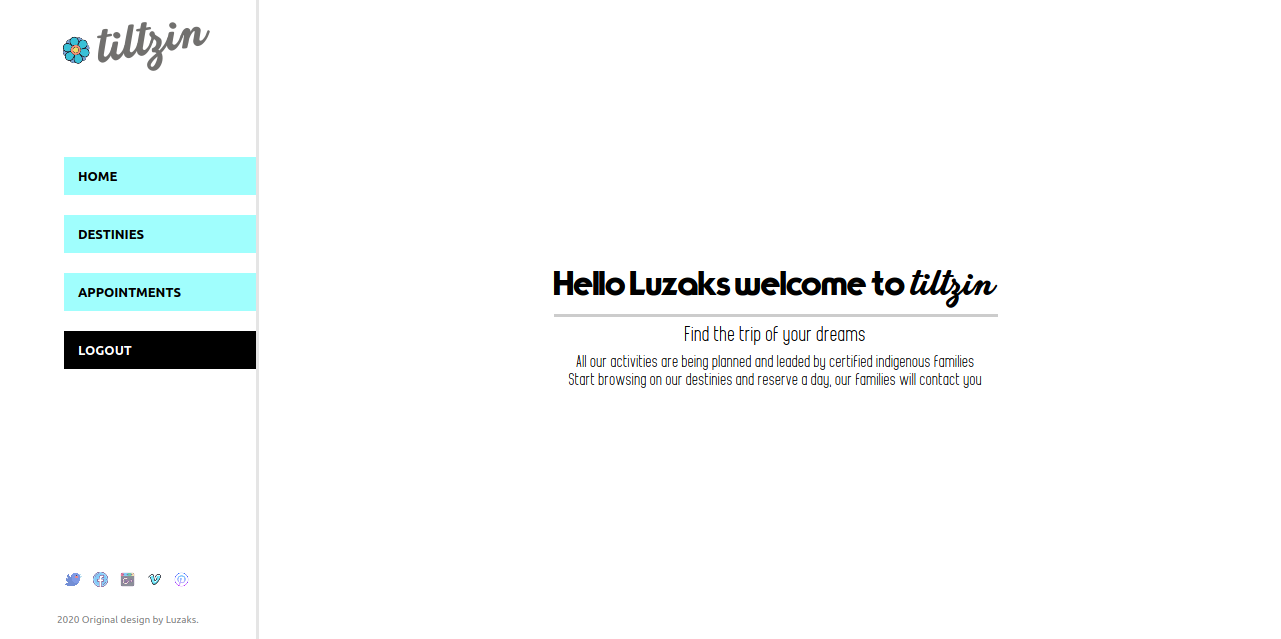 tiltzin
HOME
DESTINIES
APPOINTMENTS
LOGOUT
2020 Original design by Luzaks.
Hello Luzaks welcome to tiltzin
Find the trip of your dreams
All our activities are being planned and leaded by certified indigenous families
Start browsing on our destinies and reserve a day, our families will contact you